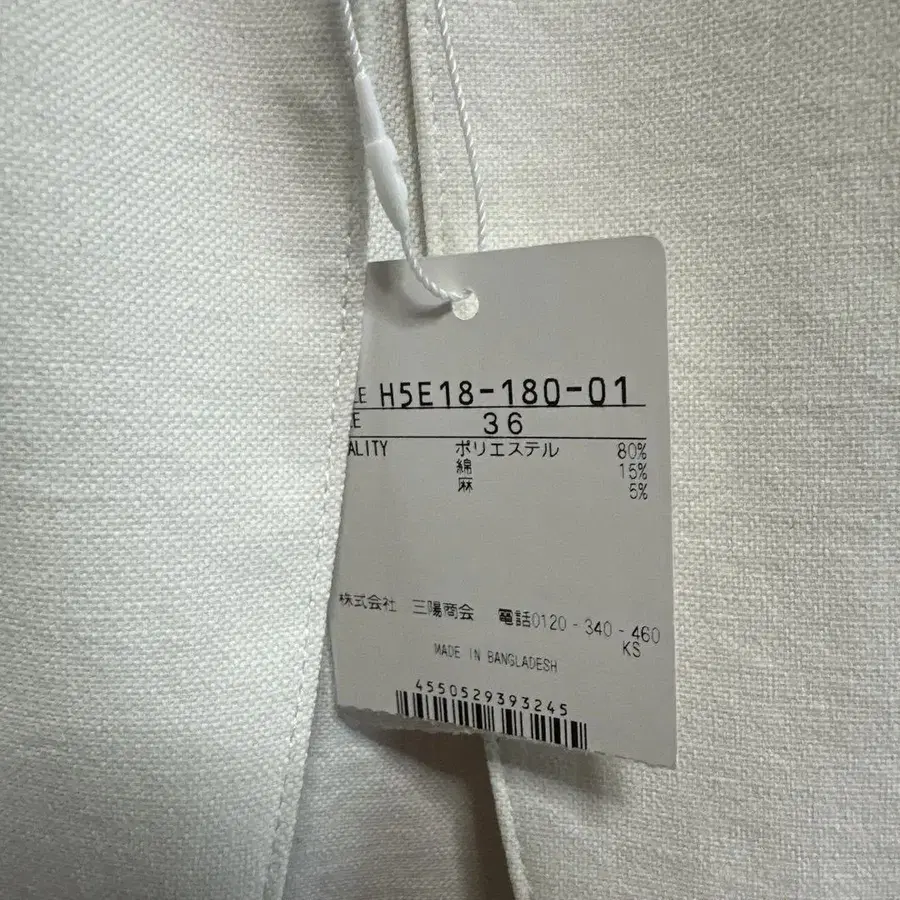 LE H5E18-180-01
ZE 36
ALITY ポリエステル 80%
綿 15%
麻 5%
株式会社 三陽商会 電話0120-340-460
KS
MADE IN BANGLADESH
4550529393245